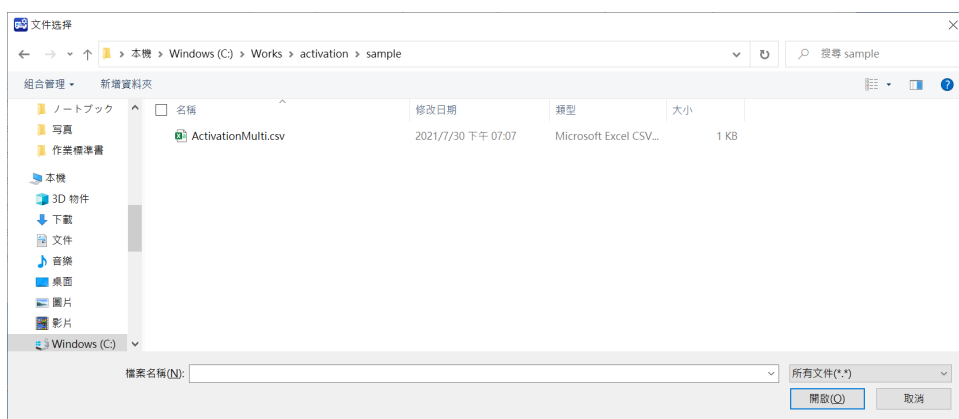 文件选择
本機 › Windows (C:) › Works › activation › sample
搜尋 sample
組合管理
新增資料夾
名稱 修改日期 類型 大小
ActivationMulti.csv 2021/7/30 下午 07:07 Microsoft Excel CSV... 1 KB
ノートブック
写真
作業標準書
本機
3D 物件
下載
文件
音樂
桌面
圖片
影片
Windows (C:)
檔案名稱(N):
所有文件(*.*)
開啟(O) 取消